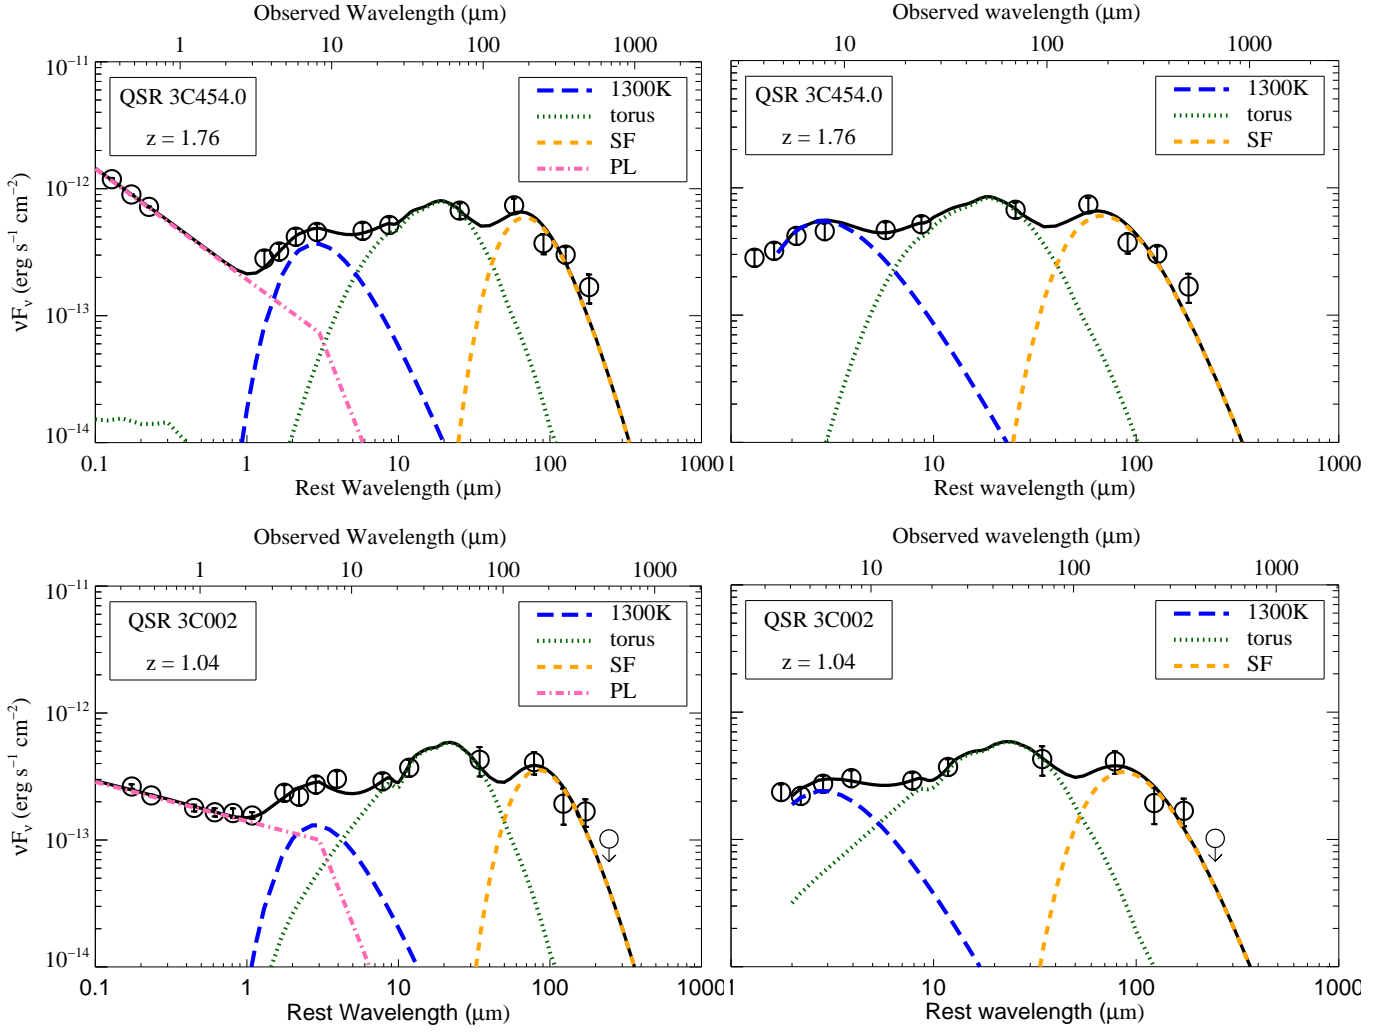 Observed Wavelength (μm)
1 10 100 1000
10⁻¹¹
QSR 3C454.0
z = 1.76
1300K
torus
SF
PL
10⁻¹²
10⁻¹³
10⁻¹⁴
νFν (erg s⁻¹ cm⁻²)
0.1 1 10 100 1000
Rest Wavelength (μm)
Observed wavelength (μm)
10 100 1000
QSR 3C454.0
z = 1.76
1300K
torus
SF
1 10 100 1000
Rest wavelength (μm)
Observed Wavelength (μm)
1 10 100 1000
10⁻¹¹
QSR 3C002
z = 1.04
1300K
torus
SF
PL
10⁻¹²
10⁻¹³
10⁻¹⁴
νFν (erg s⁻¹ cm⁻²)
0.1 1 10 100 1000
Rest Wavelength (μm)
Observed wavelength (μm)
10 100 1000
QSR 3C002
z = 1.04
1300K
torus
SF
1 10 100 1000
Rest wavelength (μm)